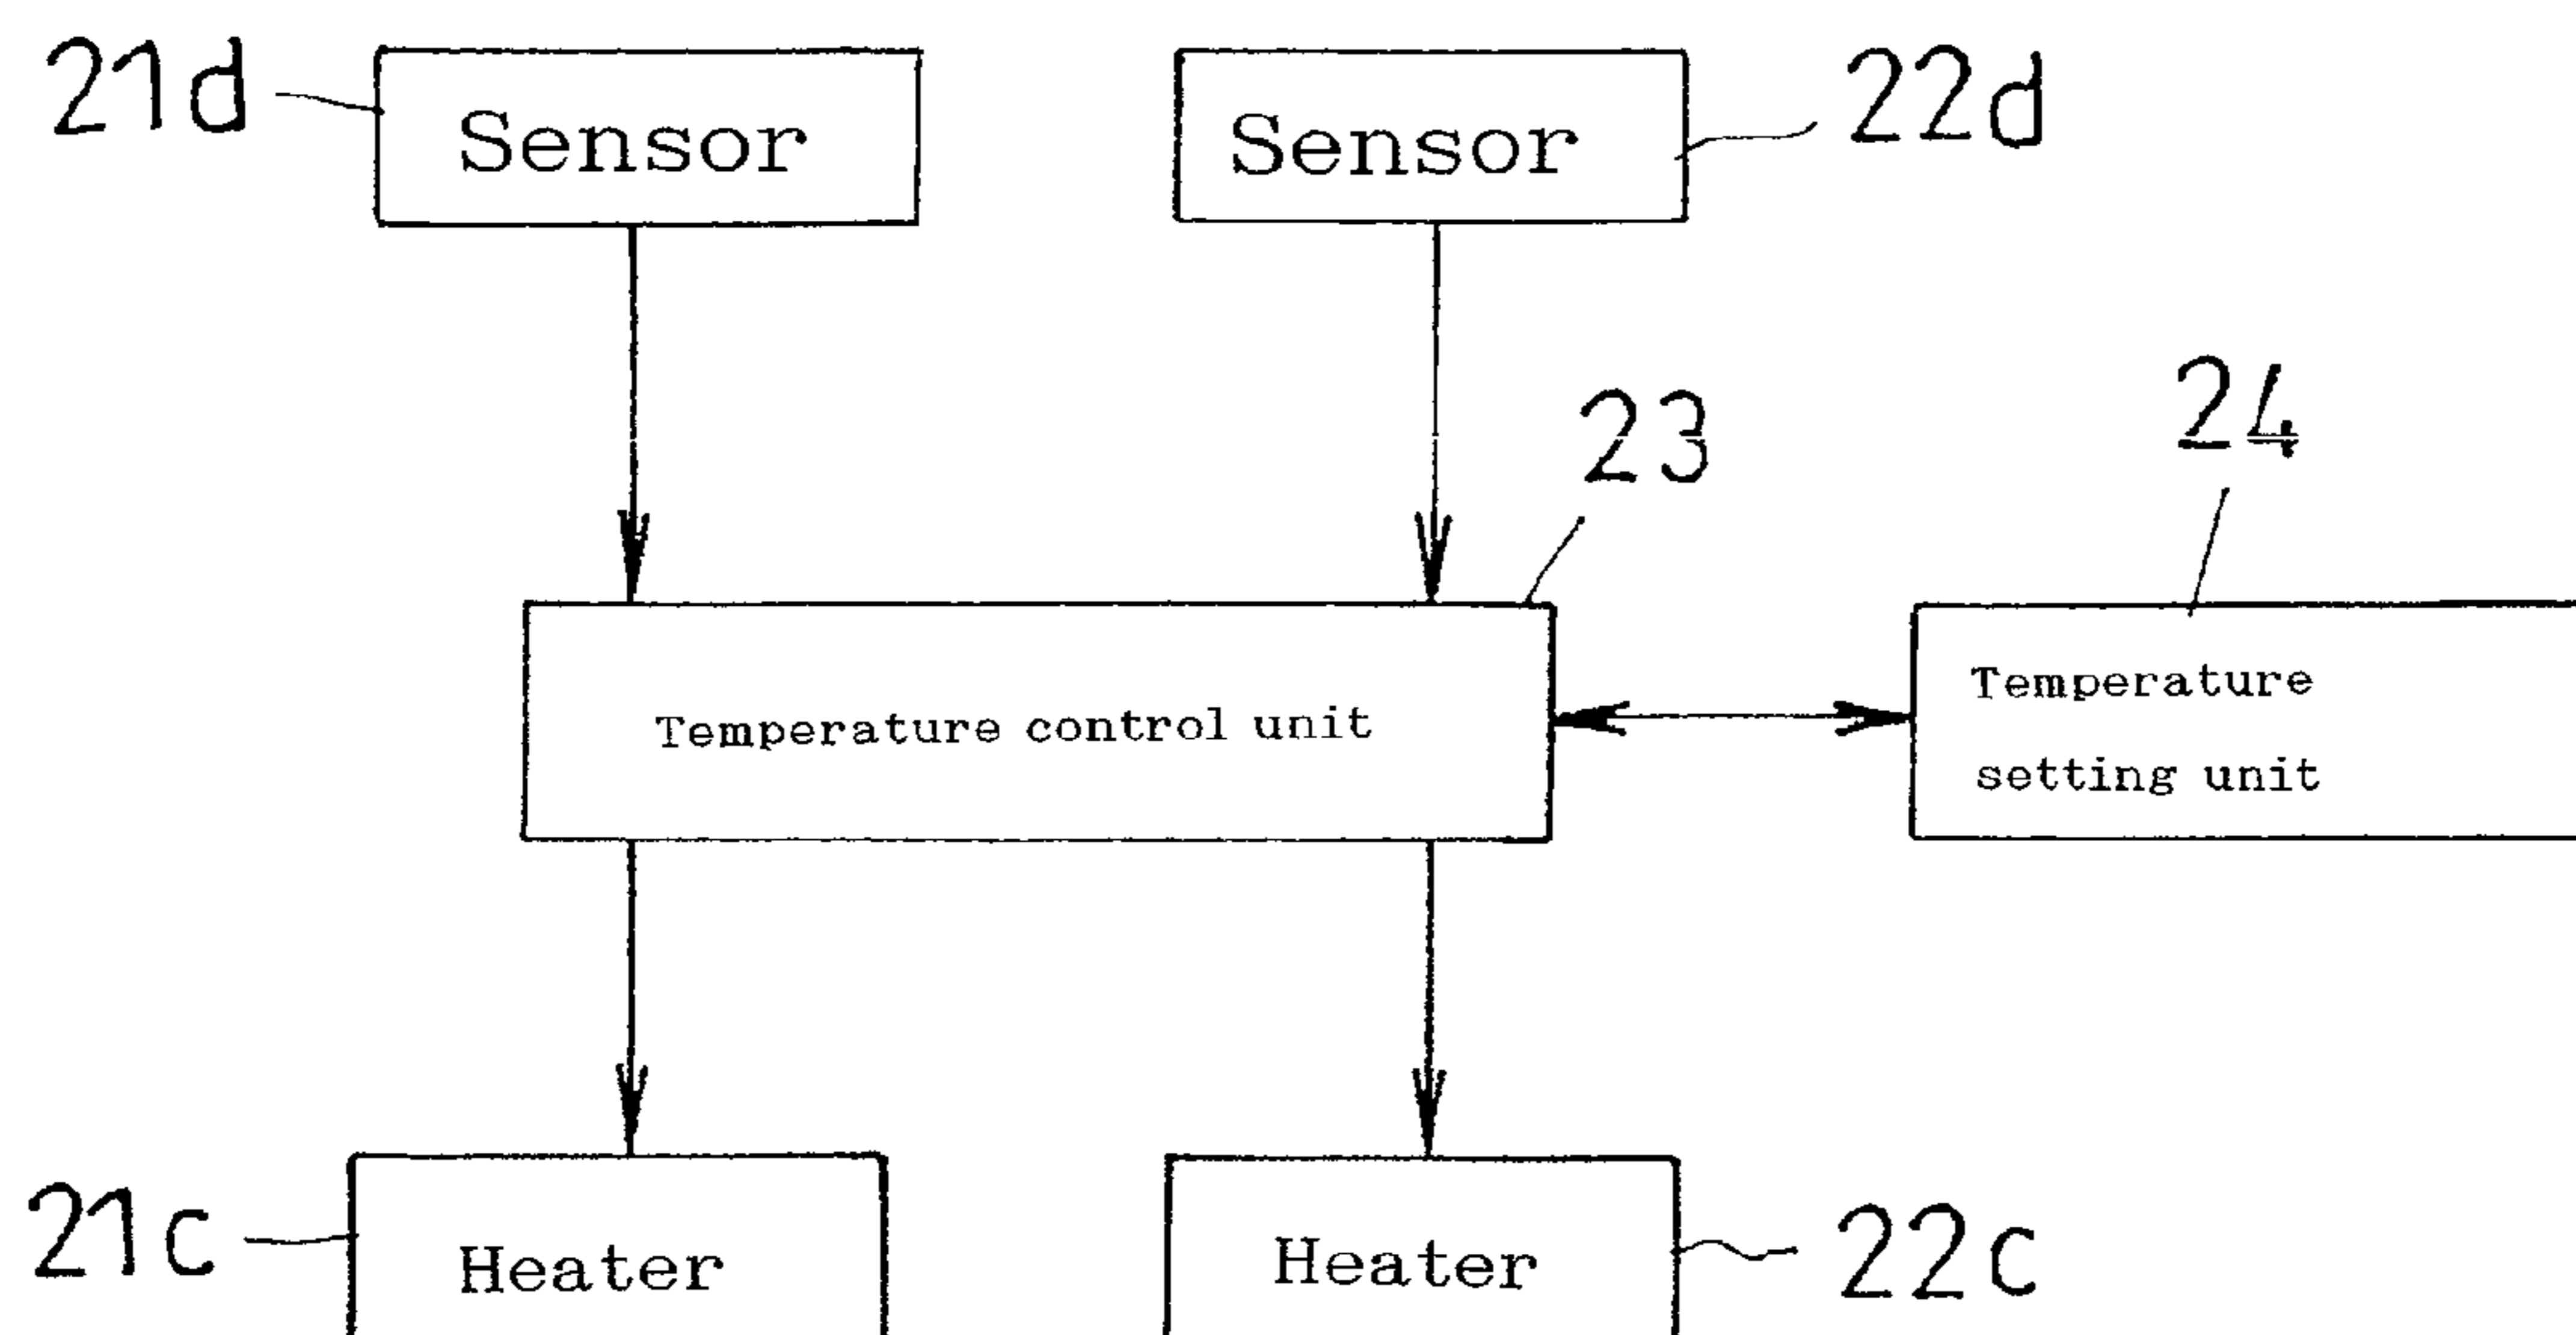 21d
Sensor
Sensor
22d
23
24
Temperature control unit
Temperature
setting unit
21c
Heater
Heater
22c